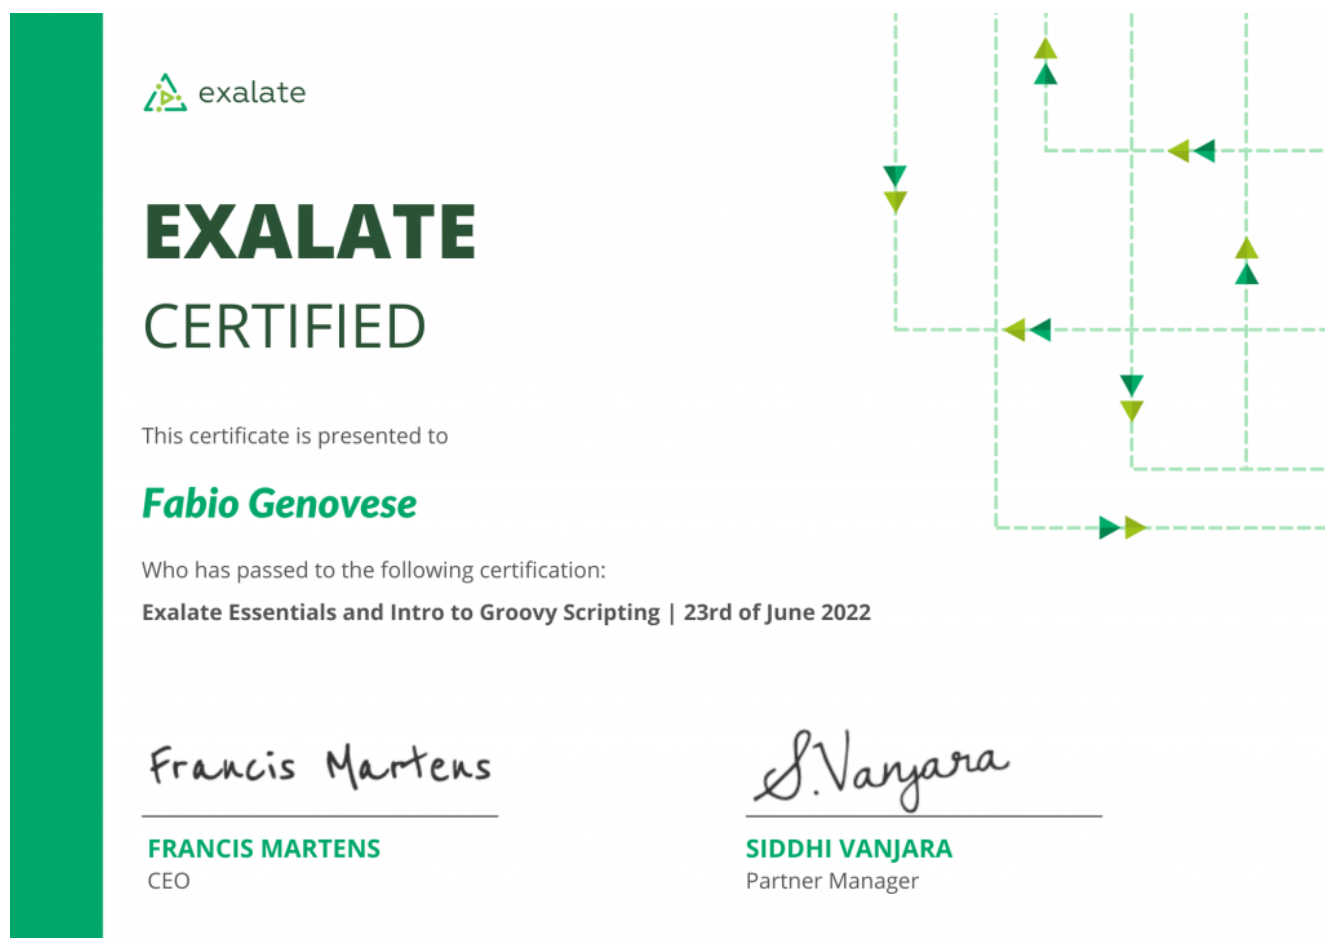 exalate
EXALATE
CERTIFIED
This certificate is presented to
Fabio Genovese
Who has passed to the following certification:
Exalate Essentials and Intro to Groovy Scripting | 23rd of June 2022
Francis Martens
S.Vanjara
FRANCIS MARTENS
SIDDHI VANJARA
CEO
Partner Manager